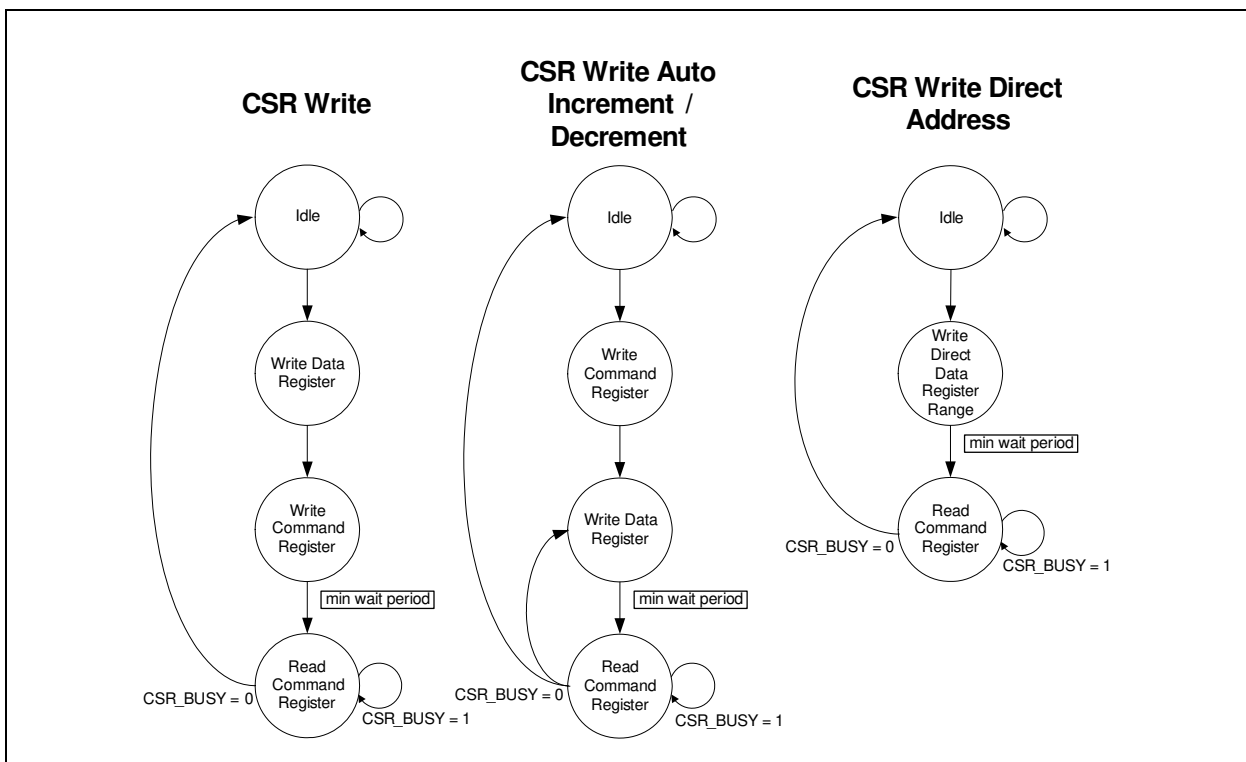 CSR Write
Idle
Write Data
Register
Write
Command
Register
min wait period
Read
Command
Register
CSR_BUSY = 0
CSR_BUSY = 1
CSR Write Auto
Increment /
Decrement
Idle
Write
Command
Register
Write Data
Register
min wait period
Read
Command
Register
CSR_BUSY = 0
CSR_BUSY = 1
CSR Write Direct
Address
Idle
Write
Direct
Data
Register
Range
min wait period
Read
Command
Register
CSR_BUSY = 0
CSR_BUSY = 1